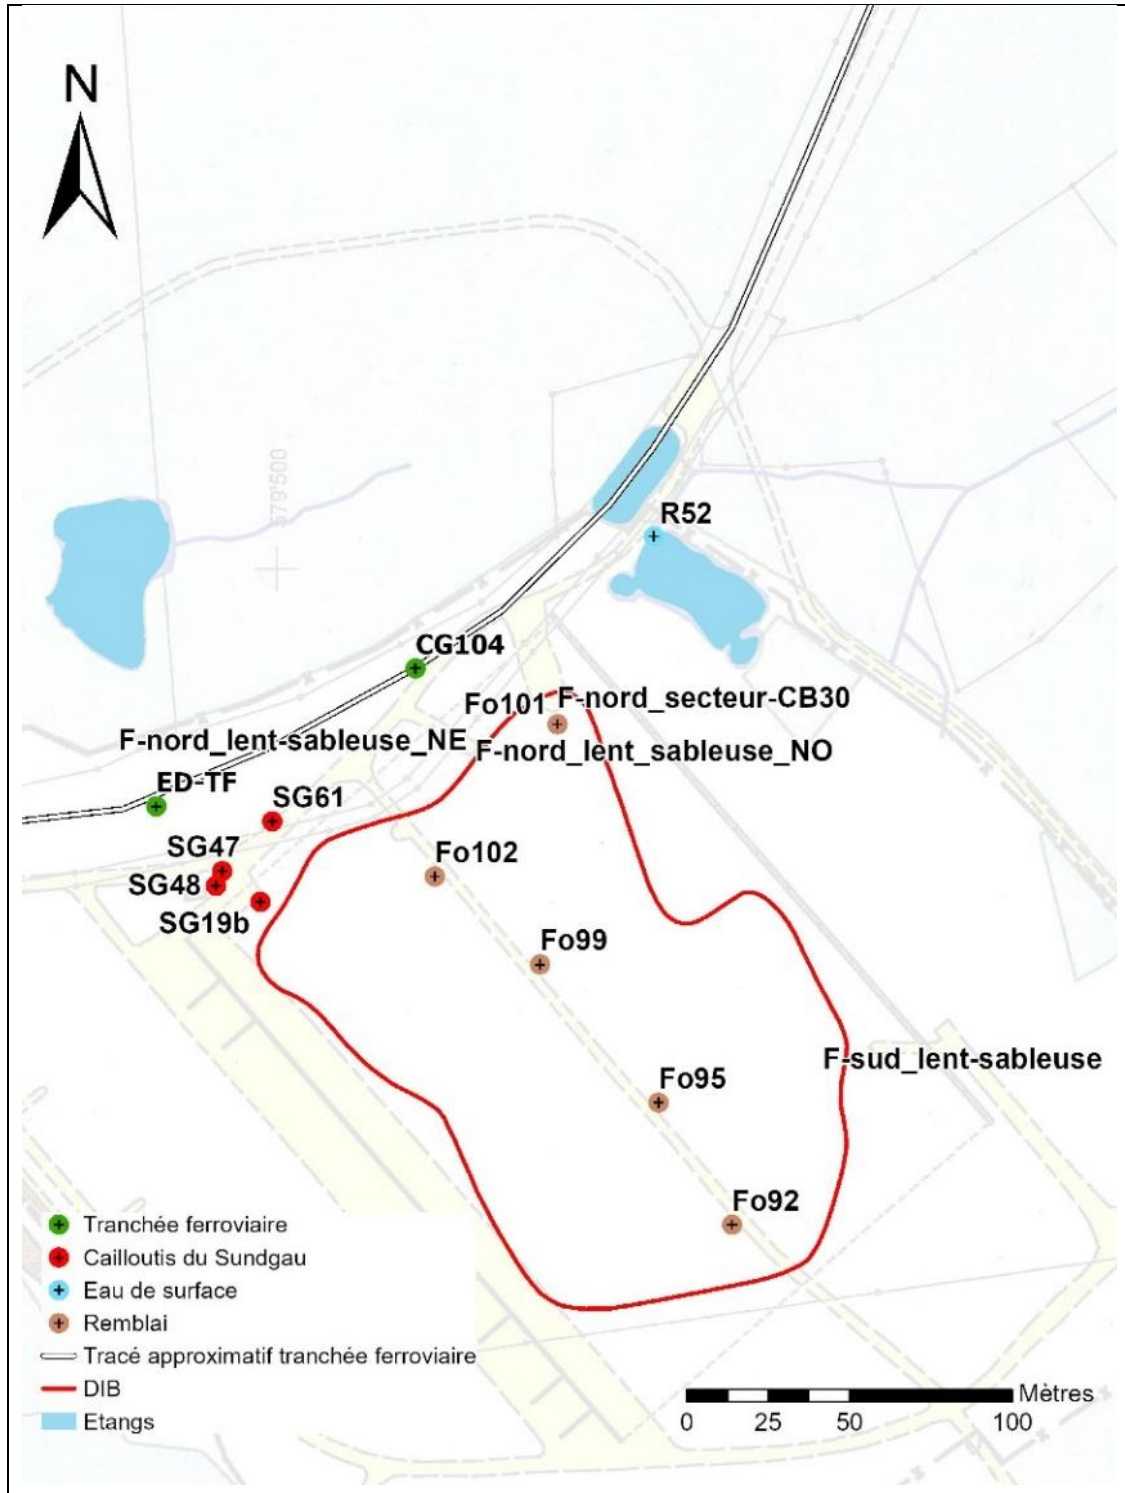 N
579'500
R52
CG104
Fo101
F-nord_secteur-CB30
F-nord_lent-sableuse_NE
F-nord_lent_sableuse_NO
ED-TF
SG61
SG47
Fo102
SG48
SG19b
Fo99
F-sud_lent-sableuse
Fo95
Fo92
Tranchée ferroviaire
Cailloutis du Sundgau
Eau de surface
Remblai
Tracé approximatif tranchée ferroviaire
DIB
Etangs
Mètres
0 25 50 100